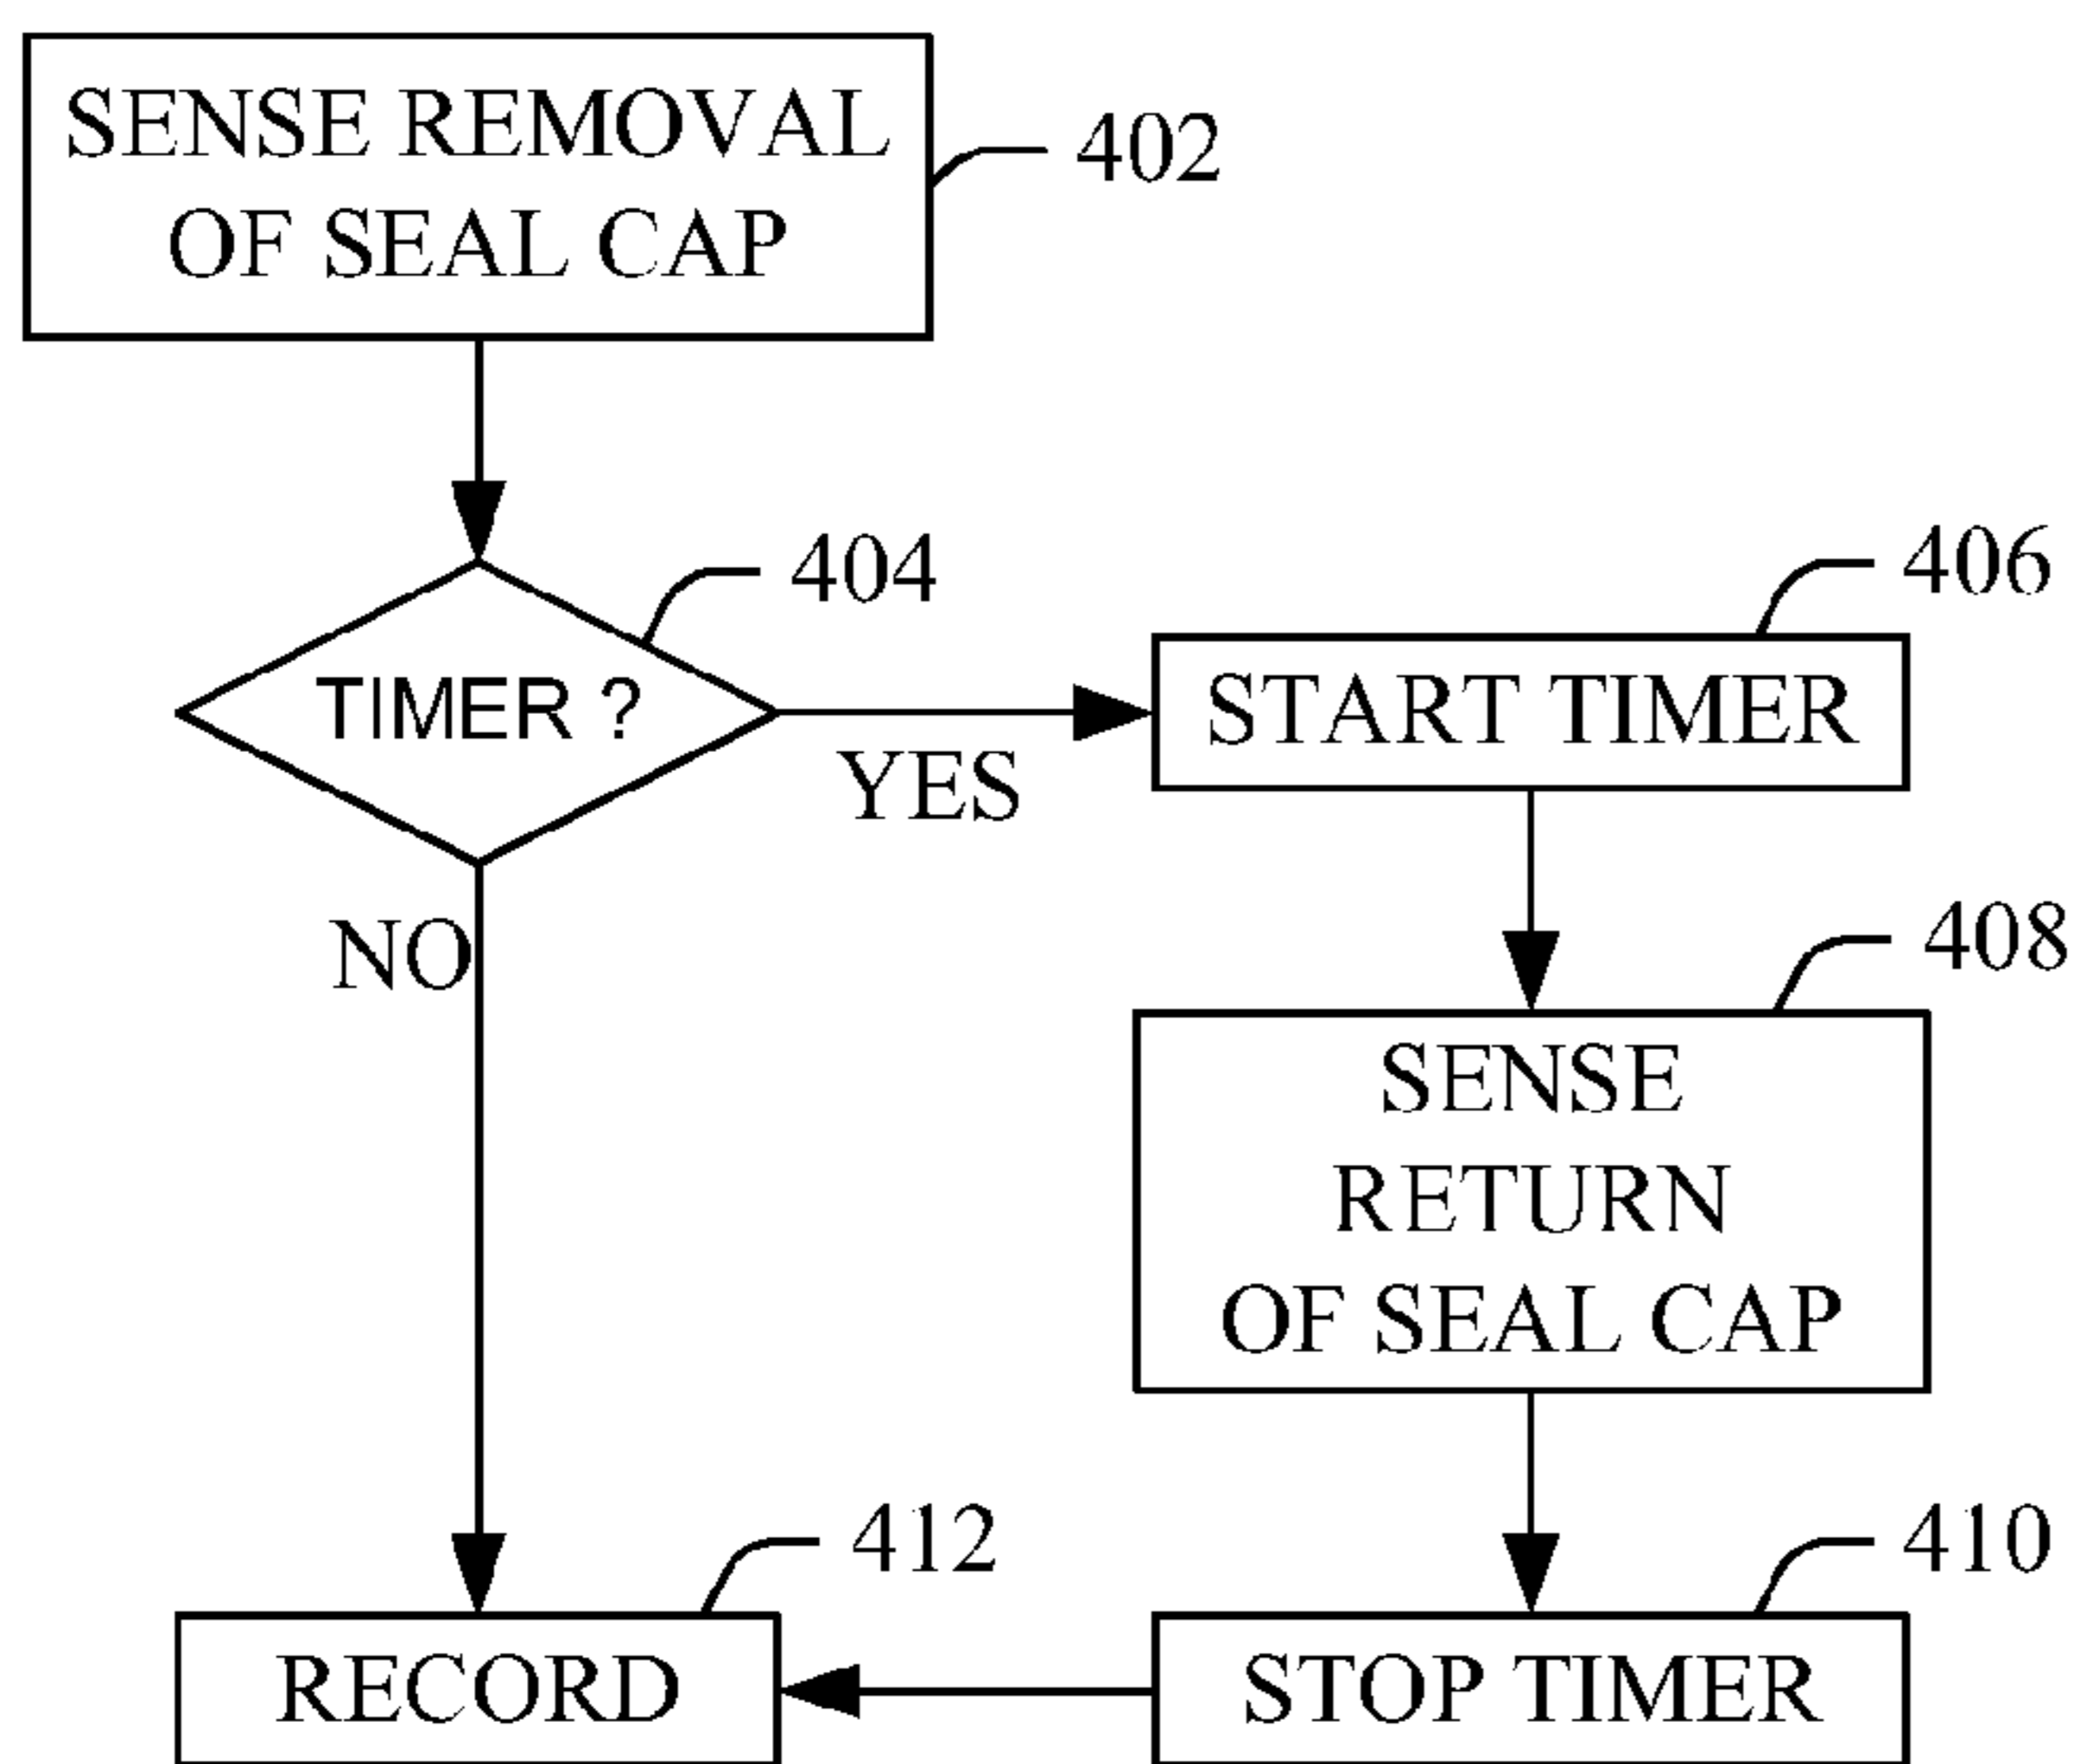 SENSE REMOVAL
OF SEAL CAP
402
404
TIMER ?
YES
NO
406
START TIMER
408
SENSE
RETURN
OF SEAL CAP
410
STOP TIMER
412
RECORD